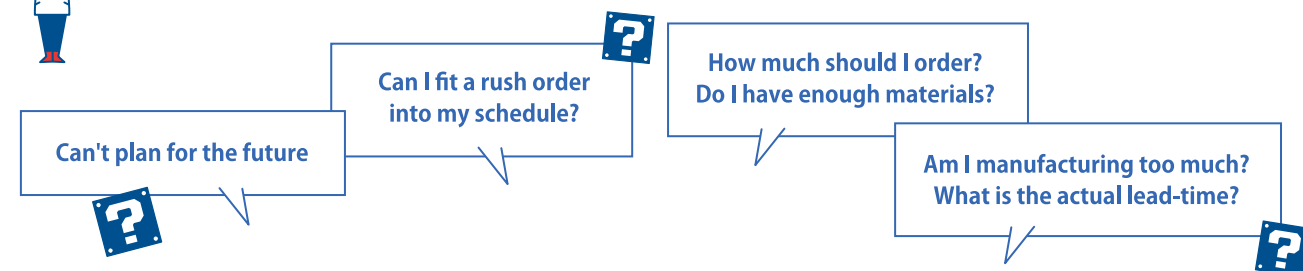 Can't plan for the future
Can I fit a rush order
into my schedule?
How much should I order?
Do I have enough materials?
Am I manufacturing too much?
What is the actual lead-time?
?
?
?